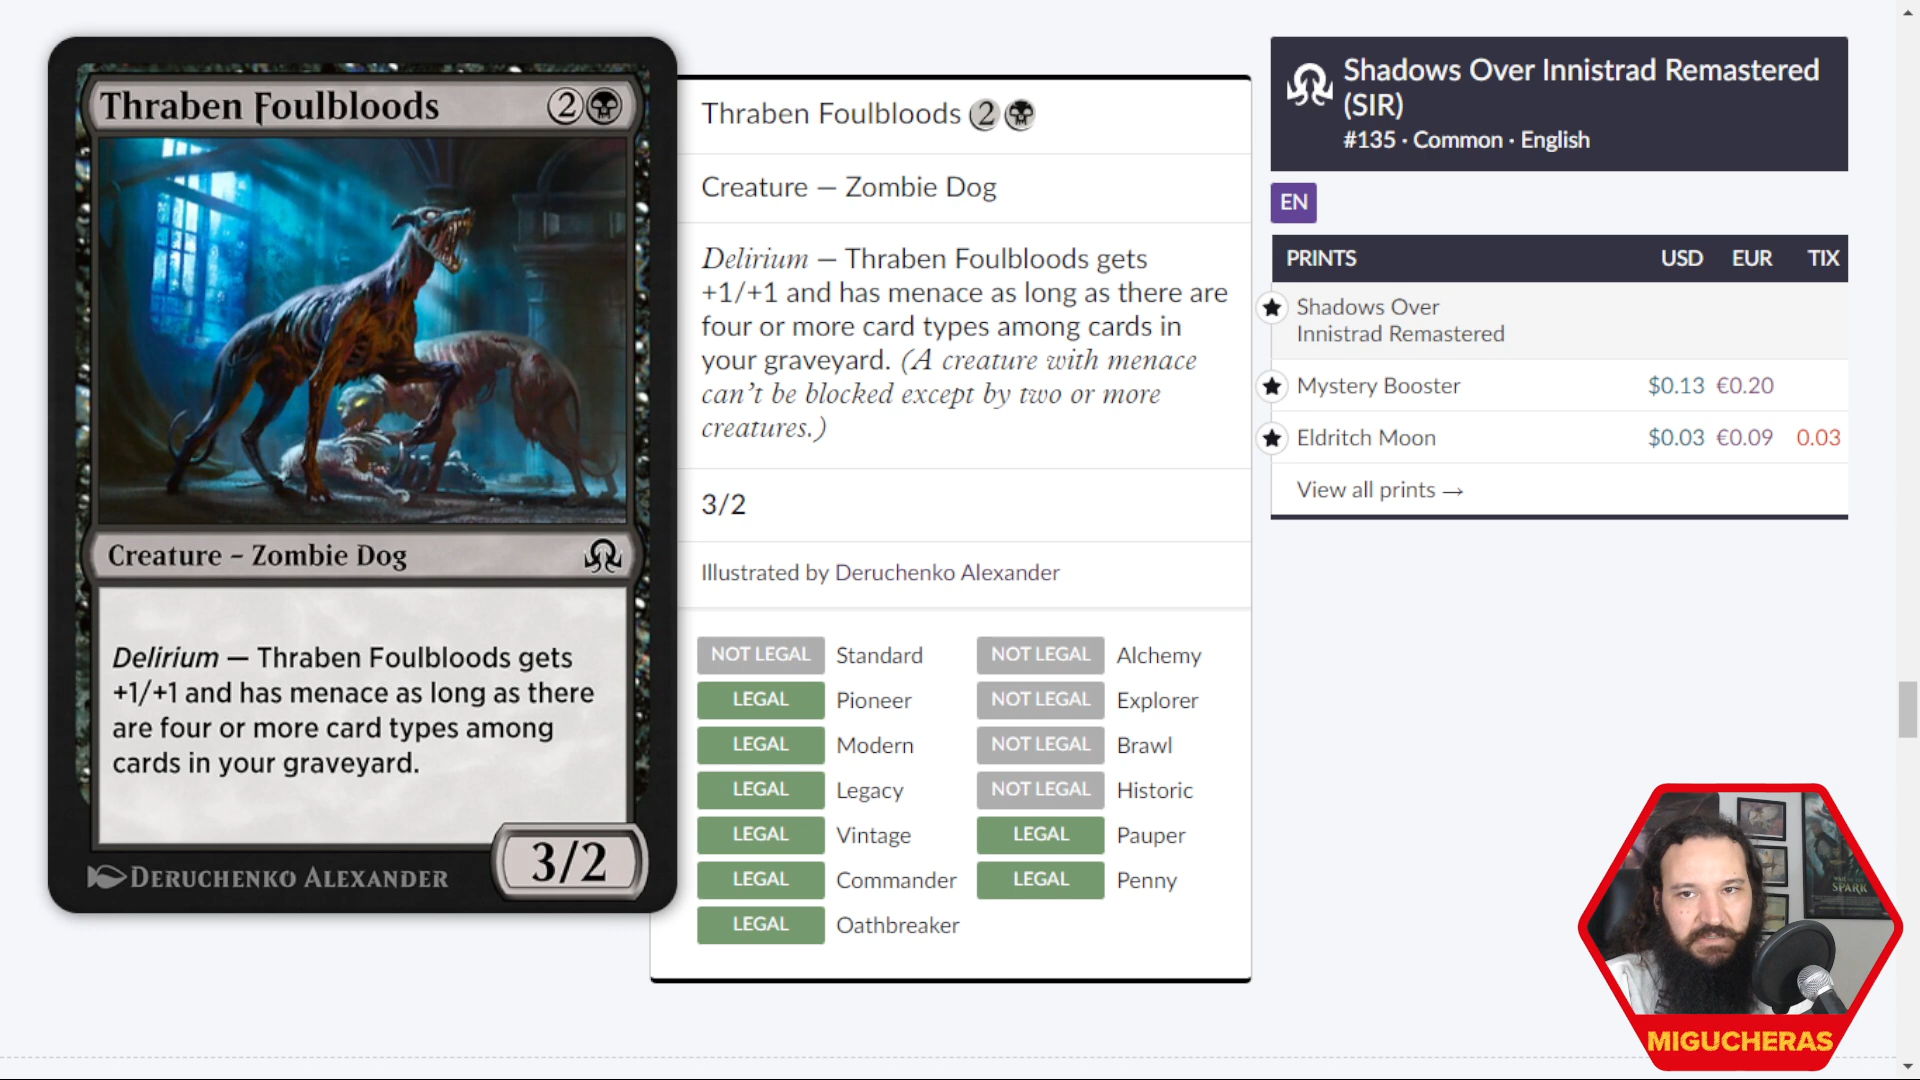 Thraben Foulbloods 2
Creature – Zombie Dog
Delirium — Thraben Foulbloods gets
+1/+1 and has menace as long as there
are four or more card types among
cards in your graveyard.
DERUCHENKO ALEXANDER
3/2
Thraben Foulbloods 2
Creature — Zombie Dog
Delirium — Thraben Foulbloods gets
+1/+1 and has menace as long as there are
four or more card types among cards in
your graveyard. (A creature with menace
can’t be blocked except by two or more
creatures.)
3/2
Illustrated by Deruchenko Alexander
NOT LEGAL Standard NOT LEGAL Alchemy
LEGAL Pioneer NOT LEGAL Explorer
LEGAL Modern NOT LEGAL Brawl
LEGAL Legacy NOT LEGAL Historic
LEGAL Vintage LEGAL Pauper
LEGAL Commander LEGAL Penny
LEGAL Oathbreaker
Shadows Over Innistrad Remastered
(SIR)
#135 · Common · English
EN
PRINTS USD EUR TIX
Shadows Over
Innistrad Remastered
Mystery Booster $0.13 €0.20
Eldritch Moon $0.03 €0.09 0.03
View all prints →
SPARK
MIGUCHERAS